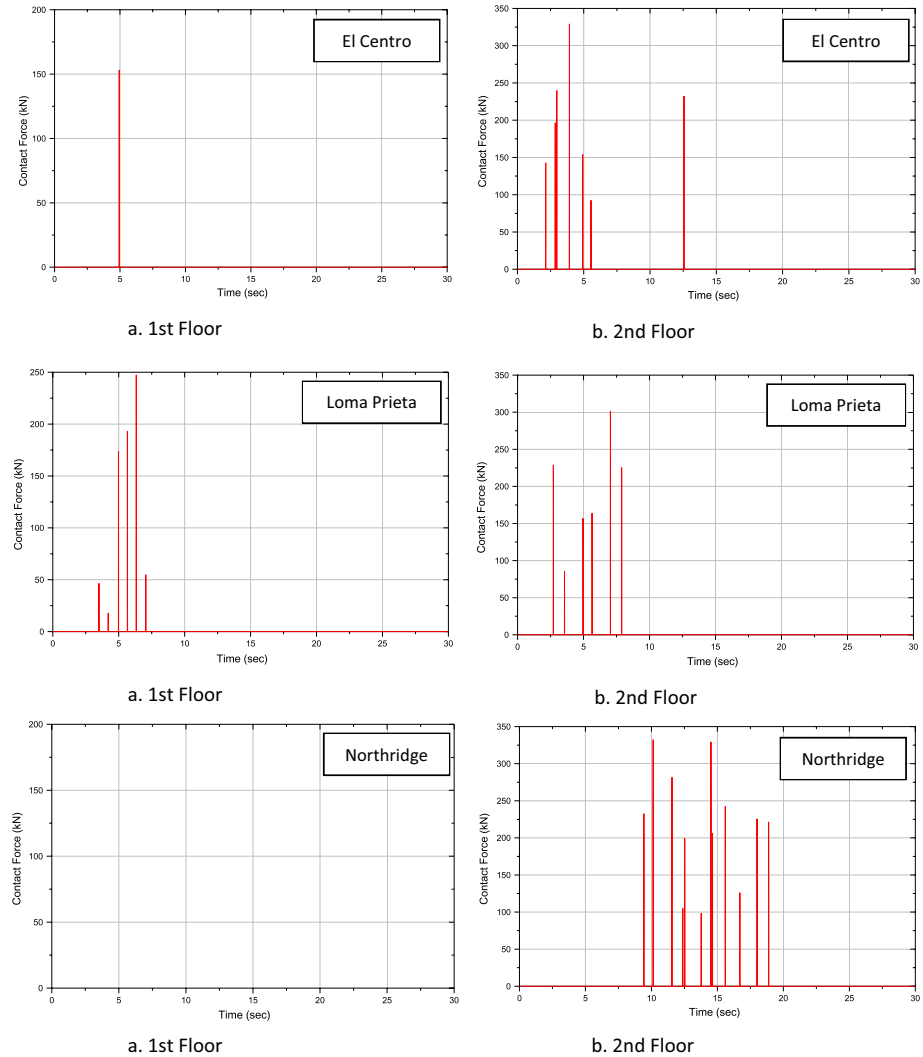 El Centro
200
150
100
50
0
Contact Force (kN)
0 5 10 15 20 25 30
Time (sec)
a. 1st Floor
El Centro
350
300
250
200
150
100
50
0
Contact Force (kN)
0 5 10 15 20 25 30
Time (sec)
b. 2nd Floor
Loma Prieta
250
200
150
100
50
0
Contact Force (kN)
0 5 10 15 20 25 30
Time (sec)
a. 1st Floor
Loma Prieta
350
300
250
200
150
100
50
0
Contact Force (kN)
0 5 10 15 20 25 30
Time (sec)
b. 2nd Floor
Northridge
200
150
100
50
0
Contact Force (kN)
0 5 10 15 20 25 30
Time (sec)
a. 1st Floor
Northridge
350
300
250
200
150
100
50
0
Contact Force (kN)
0 5 10 15 20 25 30
Time (sec)
b. 2nd Floor